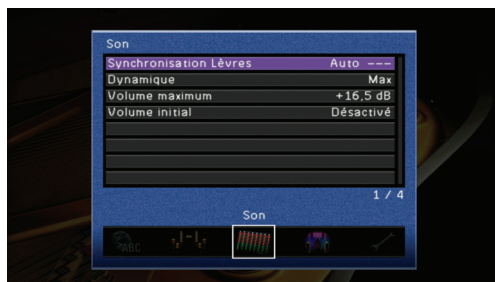 Son
Synchronisation Lèvres Auto ---
Dynamique Max
Volume maximum +16,5 dB
Volume initial Désactivé
1 / 4
Son
ABC